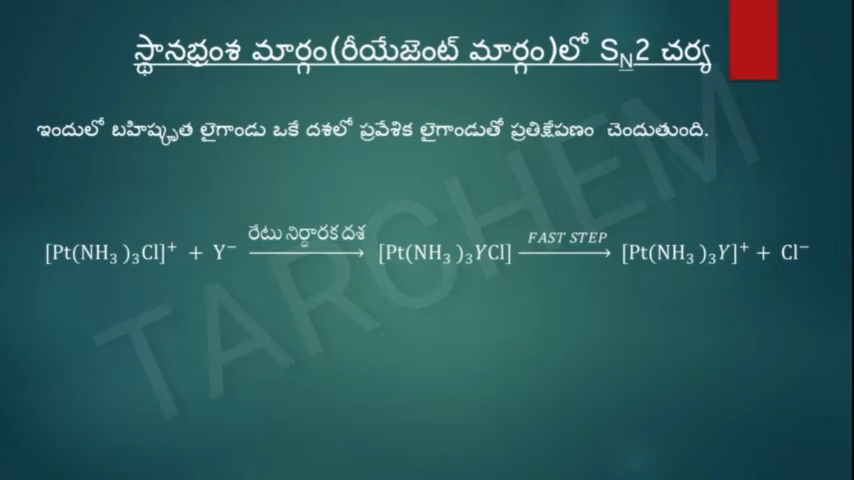 స్థానభ్రంశ మార్గం(రీయేజెంట్ మార్గం)లో S_N2 చర్య
ఇందులో బహిష్కృత లైగాండు ఒకే దశలో ప్రవేశిక లైగాండుతో ప్రతిక్షేపణం చెందుతుంది.
[Pt(NH₃)₃Cl]⁺ + Y⁻ రేటు నిర్ధారక దశ → [Pt(NH₃)₃YCl] FAST STEP → [Pt(NH₃)₃Y]⁺ + Cl⁻
TARCHEM